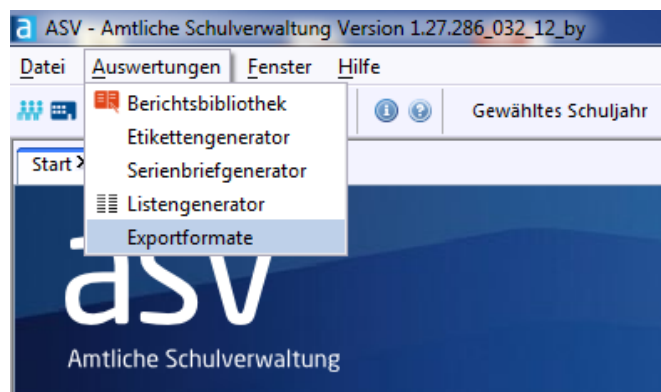 a ASV - Amtliche Schulverwaltung Version 1.27.286_032_12_by
Datei Auswertungen Fenster Hilfe
Berichtsbibliothek
Gewähltes Schuljahr
Etikettengenerator
Start
Serienbriefgenerator
Listengenerator
Exportformate
asv
Amtliche Schulverwaltung